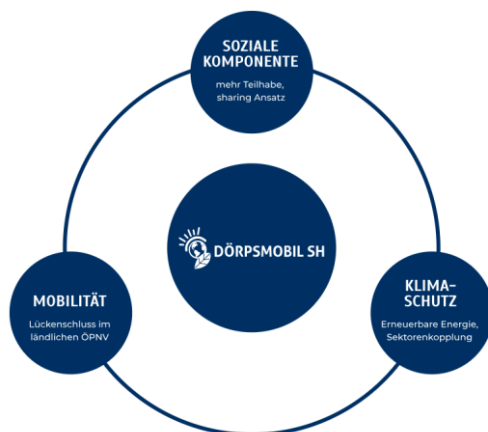 SOZIALE
KOMPONENTE
mehr Teilhabe,
sharing Ansatz
DÖRPSMOBIL SH
MOBILITÄT
Lückenschluss im
ländlichen ÖPNV
KLIMA-
SCHUTZ
Erneuerbare Energie,
Sektorenkopplung